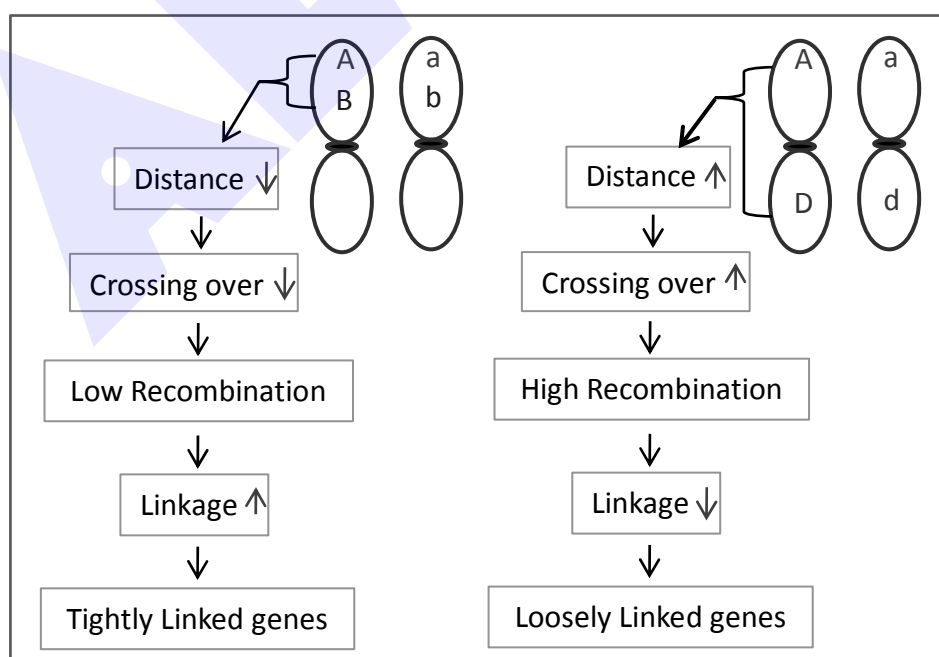 A
B
a
b
Distance ↓
Crossing over ↓
Low Recombination
Linkage ↑
Tightly Linked genes
A
D
a
d
Distance ↑
Crossing over ↑
High Recombination
Linkage ↓
Loosely Linked genes